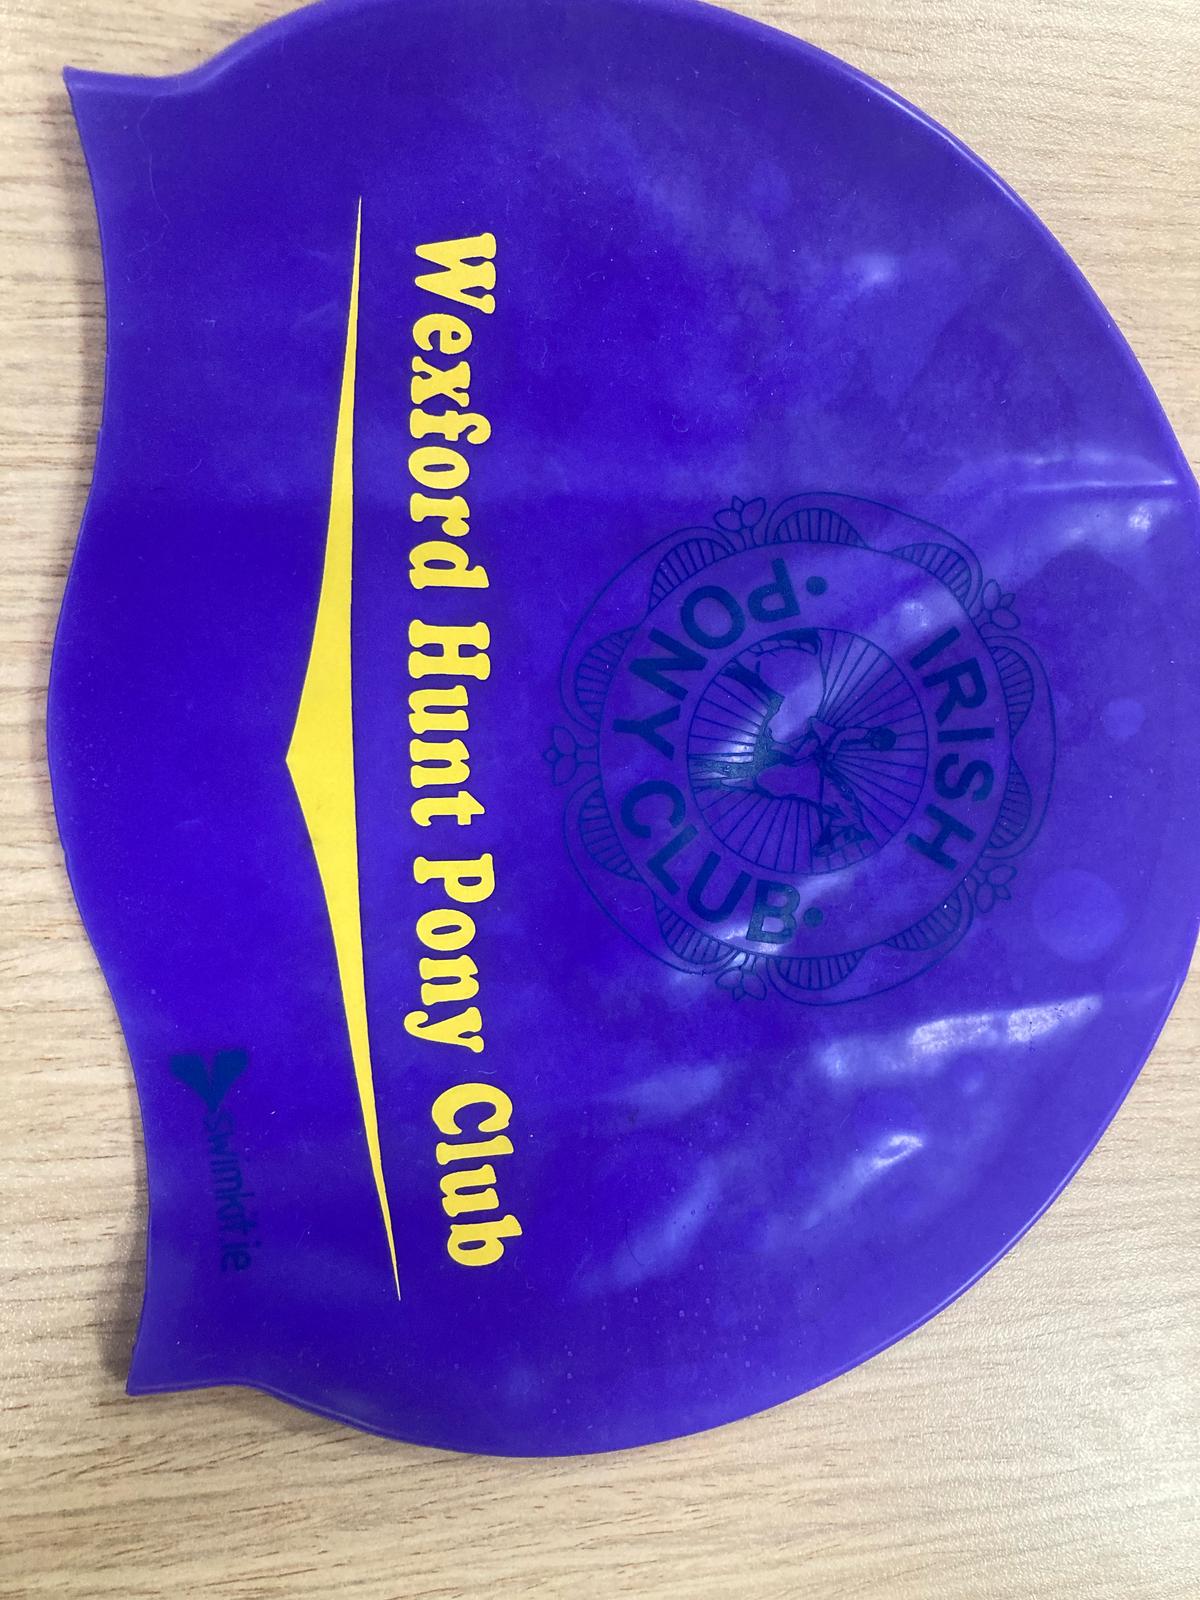 IRISH
PONY CLUB
Wexford Hunt Pony Club
swimkit.ie